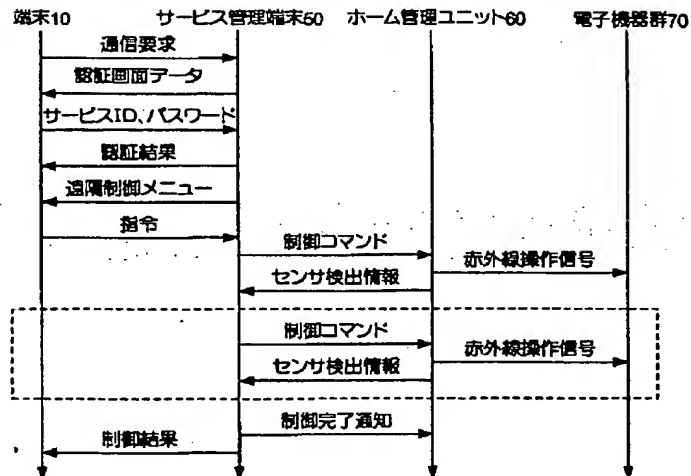 端末10 サービス管理端末50 ホーム管理ユニット60 電子機器群70
通信要求
認証画面データ
サービスID、パスワード
認証結果
遠隔制御メニュー
指令
制御コマンド
赤外線操作信号
センサ検出情報
制御コマンド
赤外線操作信号
センサ検出情報
制御完了通知
制御結果